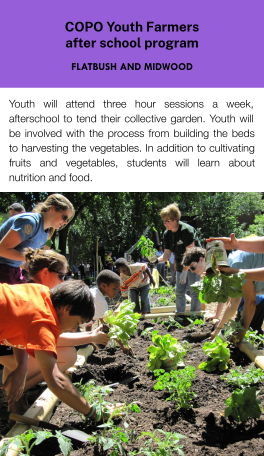 COPO Youth Farmers
after school program
FLATBUSH AND MIDWOOD
Youth will attend three hour sessions a week,
afterschool to tend their collective garden. Youth will
be involved with the process from building the beds
to harvesting the vegetables. In addition to cultivating
fruits and vegetables, students will learn about
nutrition and food.